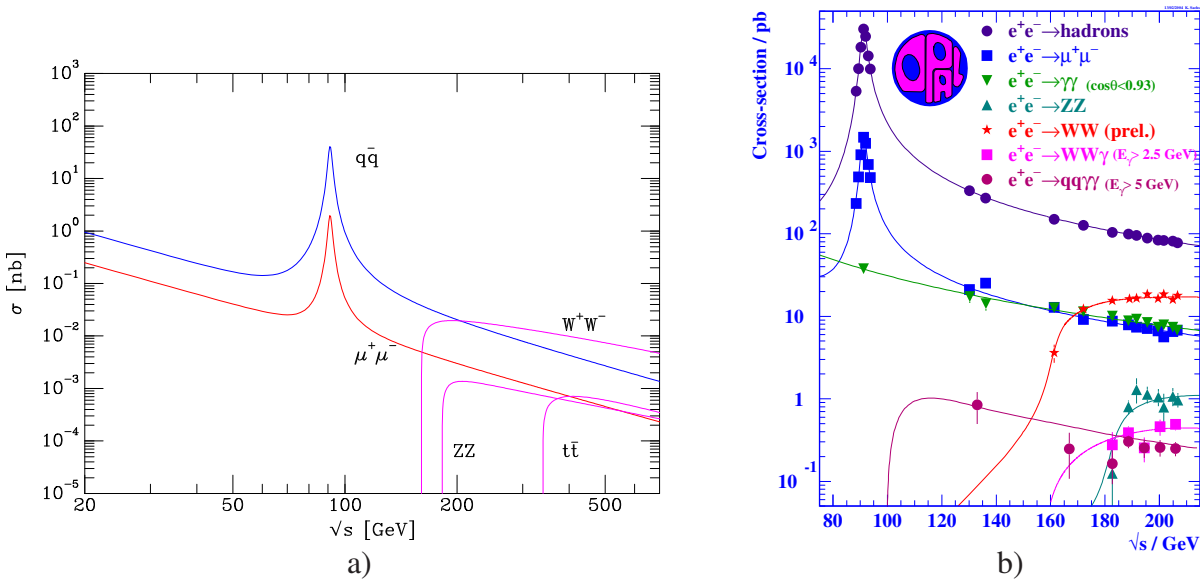 10³
10²
10¹
10⁰
10⁻¹
10⁻²
10⁻³
10⁻⁴
10⁻⁵
σ [nb]
qq̄
W⁺W⁻
μ⁺μ⁻
ZZ
tt̄
20 50 100 200 500
√s [GeV]
a)
Cross-section / pb
10⁴
10³
10²
10
1
10⁻¹
e⁺e⁻→hadrons
e⁺e⁻→μ⁺μ⁻
e⁺e⁻→γγ (cosθ<0.93)
e⁺e⁻→ZZ
e⁺e⁻→WW (prel.)
e⁺e⁻→WWγ (Eγ> 2.5 GeV)
e⁺e⁻→qqγγ (Eγ> 5 GeV)
80 100 120 140 160 180 200
√s / GeV
b)